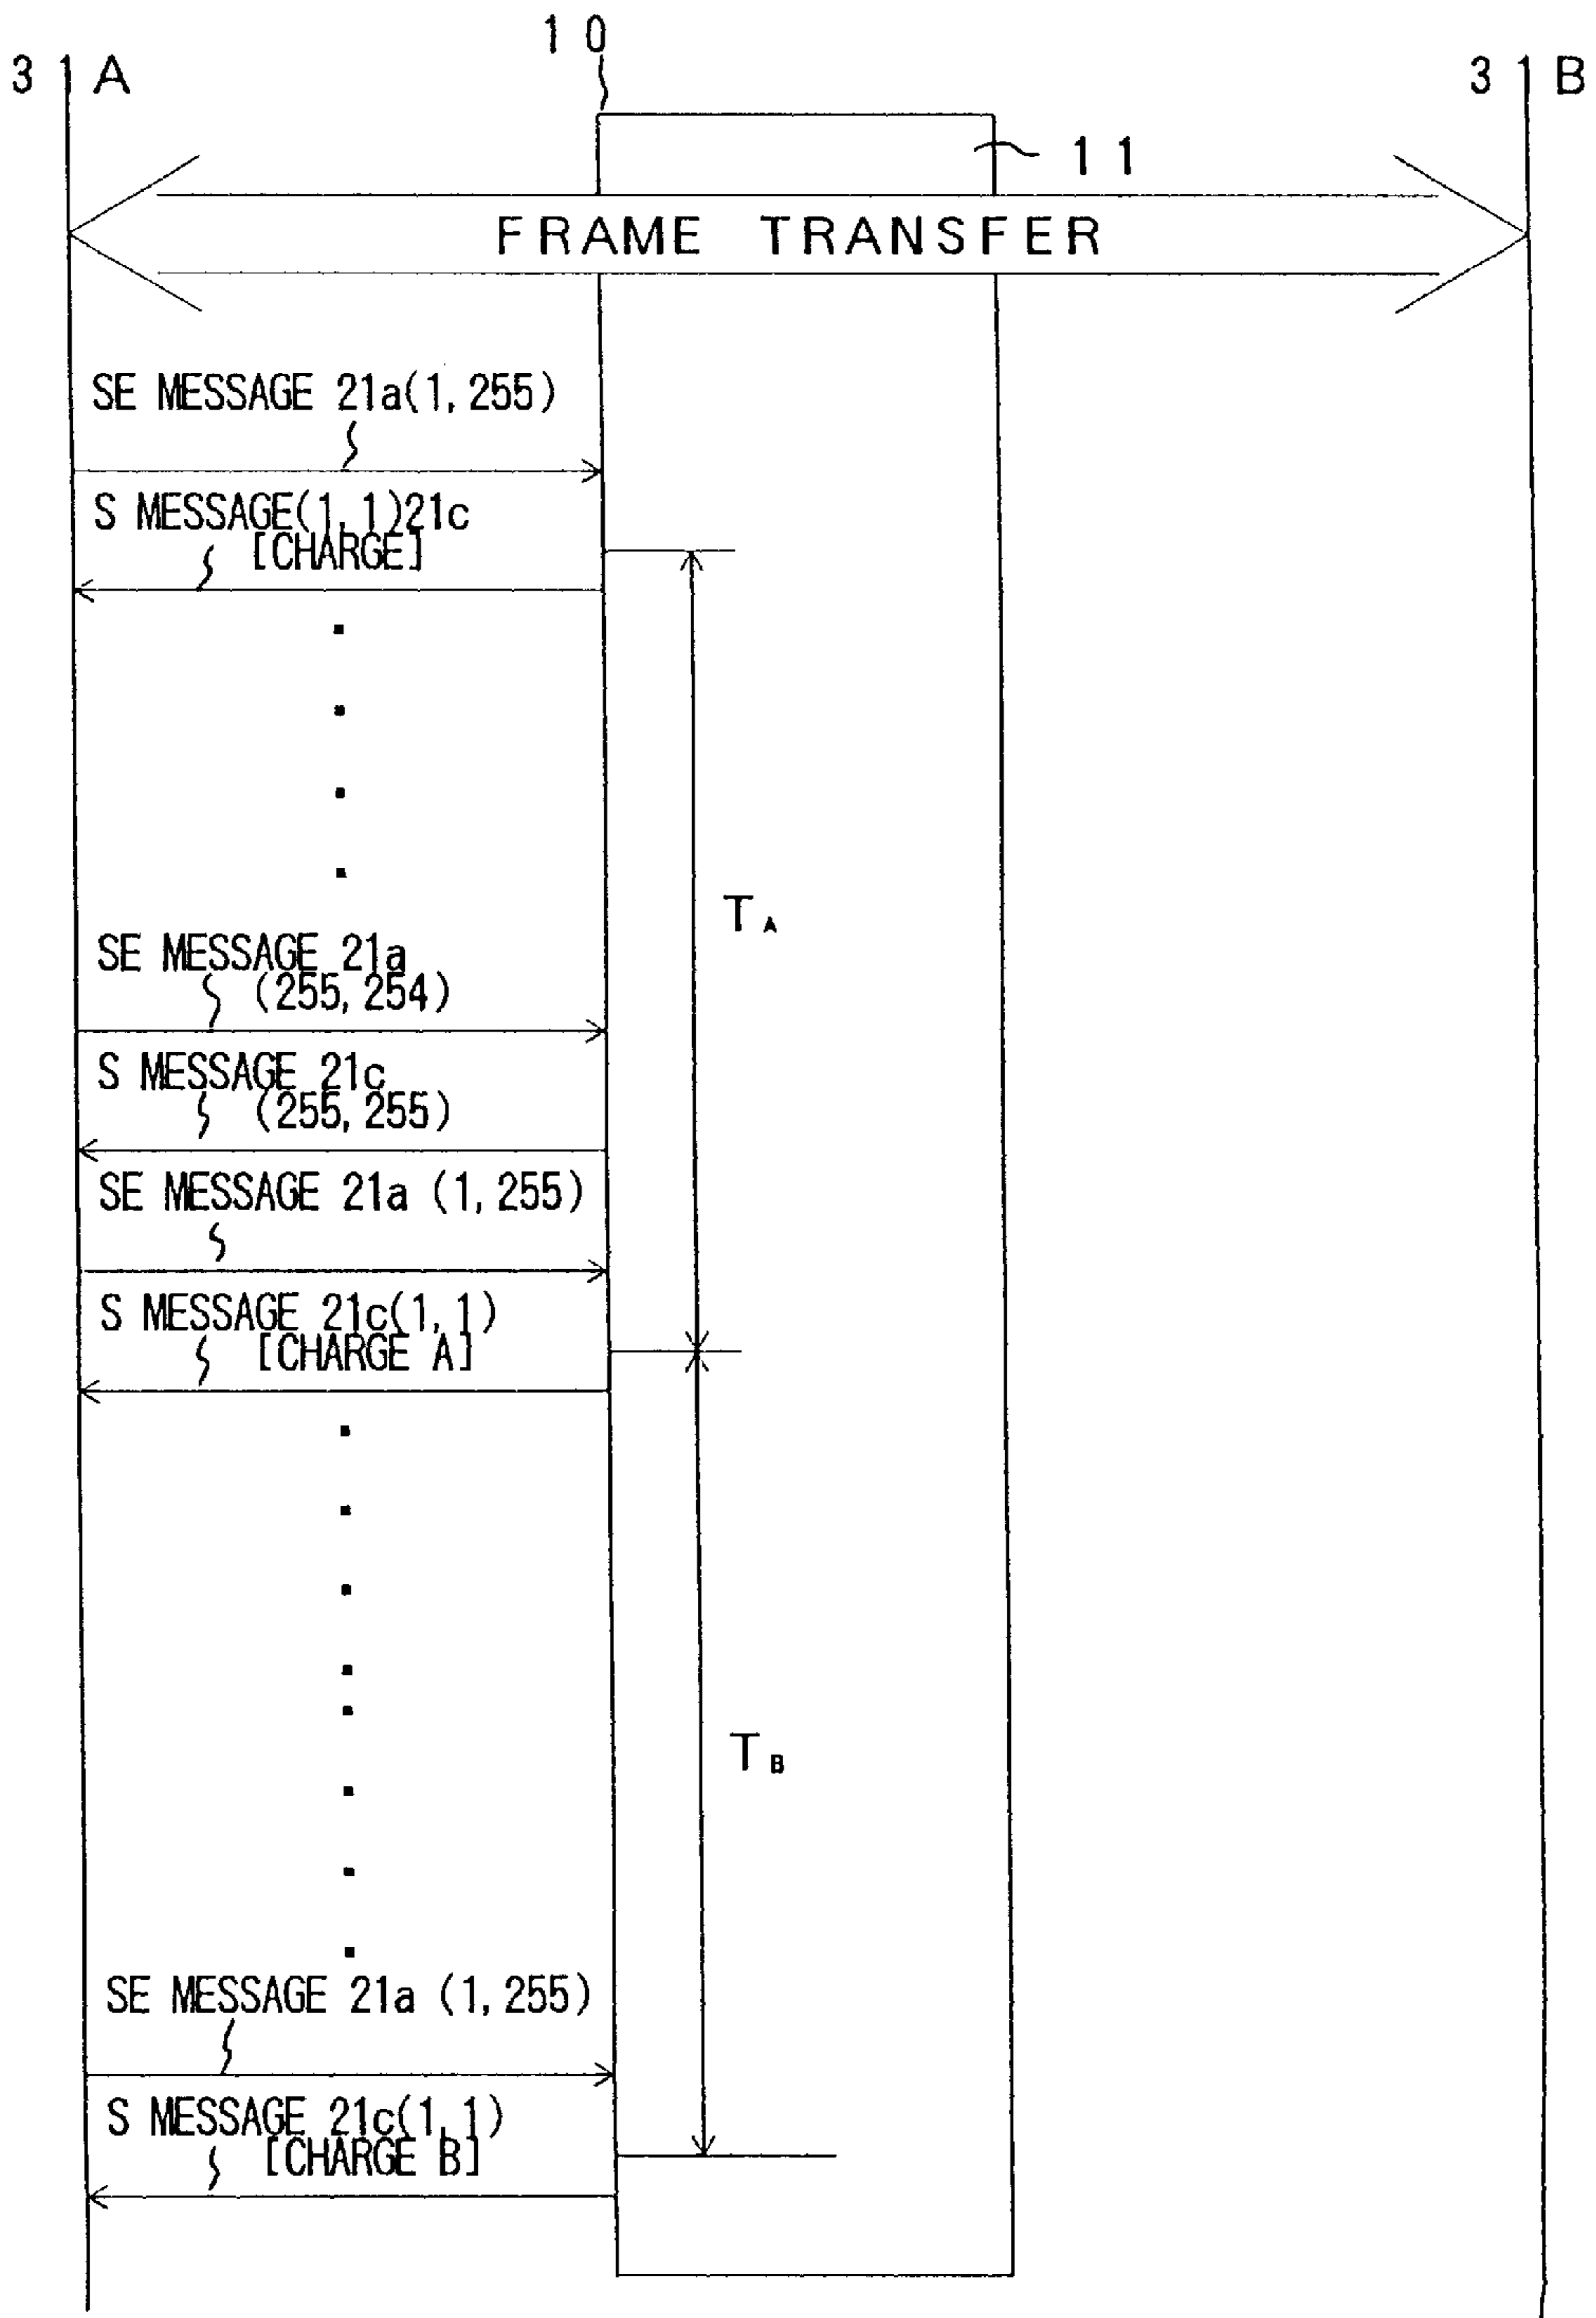 10
31A
31B
11
FRAME TRANSFER
SE MESSAGE 21a(1,255)
S MESSAGE(1,1)21c
[CHARGE]
TA
SE MESSAGE 21a
(255,254)
S MESSAGE 21c
(255,255)
SE MESSAGE 21a (1,255)
S MESSAGE 21c(1,1)
[CHARGE A]
TB
SE MESSAGE 21a (1,255)
S MESSAGE 21c(1,1)
[CHARGE B]